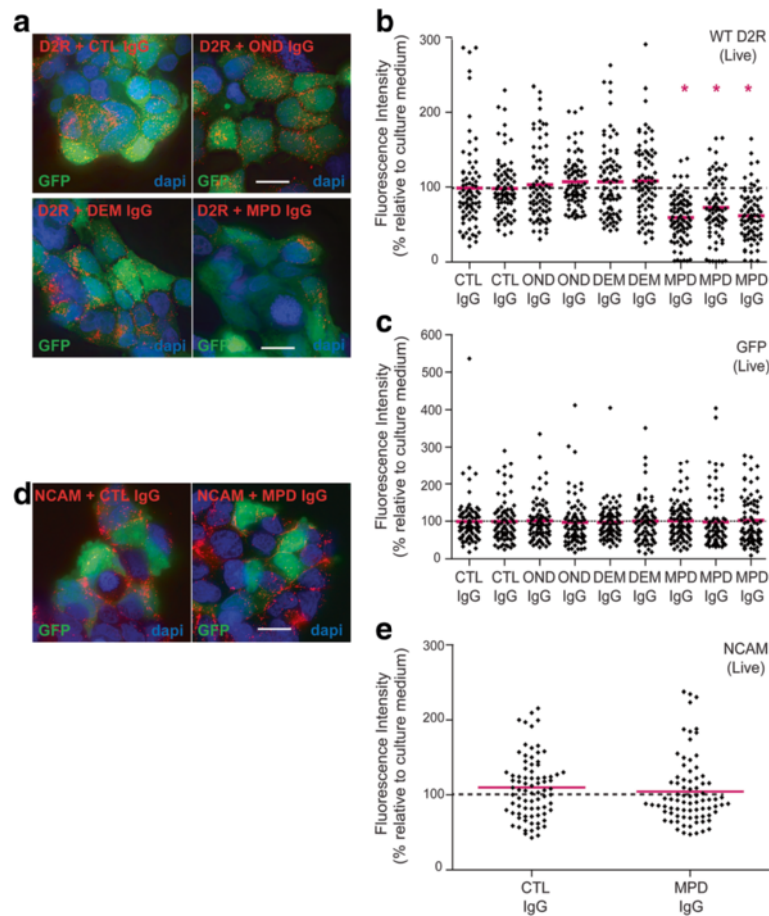 a
D2R + CTL IgG
D2R + OND IgG
GFP
dapi
GFP
dapi
D2R + DEM IgG
D2R + MPD IgG
GFP
dapi
GFP
dapi
b
WT D2R
(Live)
Fluorescence Intensity
(% relative to culture medium)
300
200
100
0
* * *
CTL CTL OND OND DEM DEM MPD MPD MPD
IgG IgG IgG IgG IgG IgG IgG IgG IgG
c
GFP
(Live)
Fluorescence Intensity
(% relative to culture medium)
600
500
400
300
200
100
0
CTL CTL OND OND DEM DEM MPD MPD MPD
IgG IgG IgG IgG IgG IgG IgG IgG IgG
d
NCAM + CTL IgG
NCAM + MPD IgG
GFP
dapi
GFP
dapi
e
NCAM
(Live)
Fluorescence Intensity
(% relative to culture medium)
300
200
100
0
CTL MPD
IgG IgG